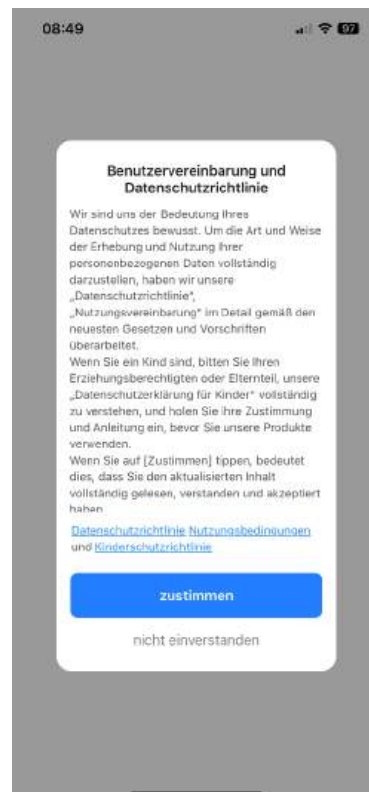 08:49
97
Benutzervereinbarung und
Datenschutzrichtlinie
Wir sind uns der Bedeutung Ihres
Datenschutzes bewusst. Um die Art und Weise
der Erhebung und Nutzung Ihrer
personenbezogenen Daten vollständig
darzustellen, haben wir unsere
„Datenschutzrichtlinie“,
„Nutzungsvereinbarung“ im Detail gemäß den
neuesten Gesetzen und Vorschriften
überarbeitet.
Wenn Sie ein Kind sind, bitten Sie Ihren
Erziehungsberechtigten oder Elternteil, unsere
„Datenschutzerklärung für Kinder“ vollständig
zu verstehen, und holen Sie ihre Zustimmung
und Anleitung ein, bevor Sie unsere Produkte
verwenden.
Wenn Sie auf [Zustimmen] tippen, bedeutet
dies, dass Sie den aktualisierten Inhalt
vollständig gelesen, verstanden und akzeptiert
haben
Datenschutzrichtlinie Nutzungsbedingungen
und Kinderschutzrichtlinie
zustimmen
nicht einverstanden